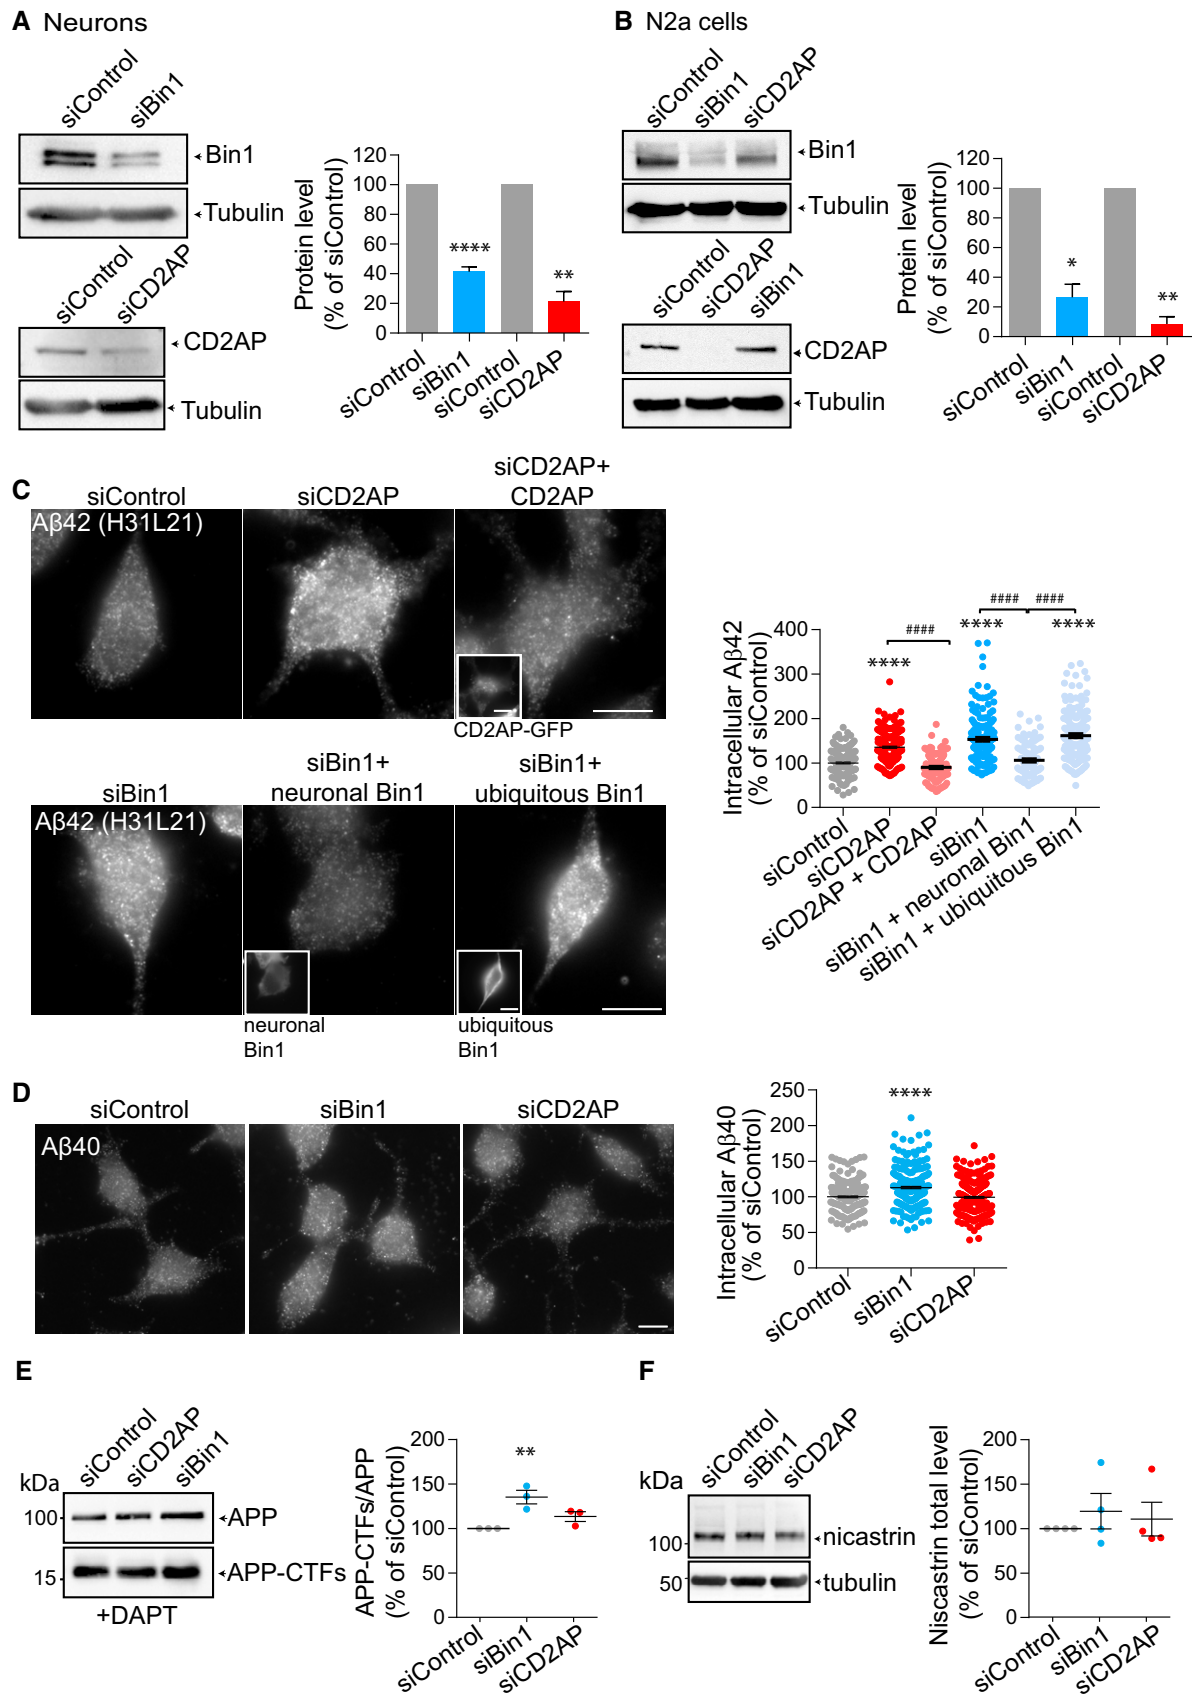 A Neurons
siControl
siBin1
Bin1
Tubulin
siControl
siCD2AP
CD2AP
Tubulin
Protein level
(% of siControl)
120
100
80
60
40
20
0
****
**
siControl
siBin1
siControl
siCD2AP
B N2a cells
siControl
siBin1
siCD2AP
Bin1
Tubulin
siControl
siCD2AP
siBin1
CD2AP
Tubulin
Protein level
(% of siControl)
120
100
80
60
40
20
0
*
**
siControl
siBin1
siControl
siCD2AP
C
siControl
siCD2AP
siCD2AP+
CD2AP
Aβ42 (H31L21)
CD2AP-GFP
siBin1
siBin1+
neuronal Bin1
siBin1+
ubiquitous Bin1
Aβ42 (H31L21)
neuronal
Bin1
ubiquitous
Bin1
Intracellular Aβ42
(% of siControl)
400
300
200
100
0
****
####
****
####
####
****
siControl
siCD2AP
siCD2AP + CD2AP
siBin1
siBin1 + neuronal Bin1
siBin1 + ubiquitous Bin1
D
siControl
siBin1
siCD2AP
Aβ40
Intracellular Aβ40
(% of siControl)
250
200
150
100
50
0
****
siControl
siBin1
siCD2AP
E
siControl
siCD2AP
siBin1
kDa
100
APP
15
APP-CTFs
+DAPT
APP-CTFs/APP
(% of siControl)
200
150
100
50
0
**
siControl
siBin1
siCD2AP
F
siControl
siBin1
siCD2AP
kDa
100
nicastrin
50
tubulin
Niscastrin total level
(% of siControl)
200
150
100
50
0
siControl
siBin1
siCD2AP